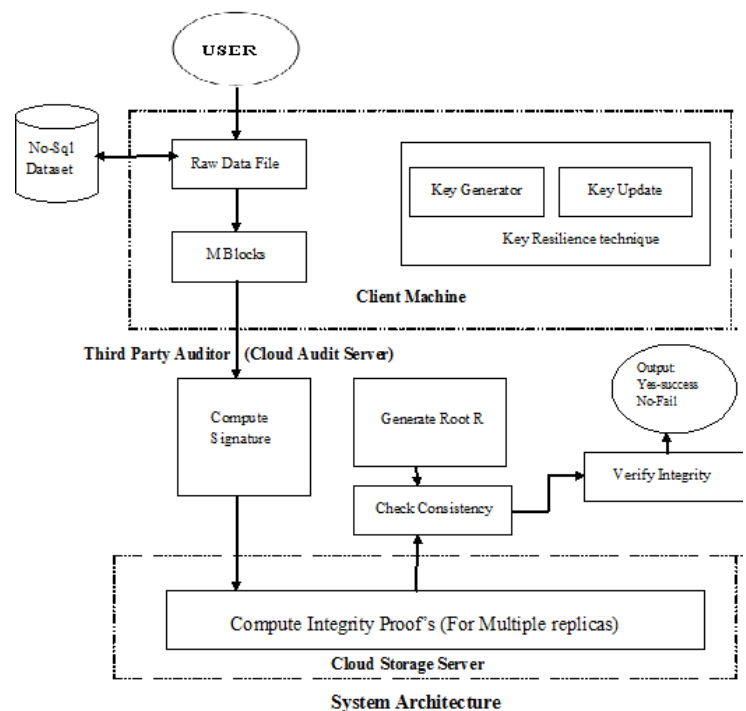 USER
No-Sql
Dataset
Raw Data File
Key Generator
Key Update
Key Resilience technique
M Blocks
Client Machine
Third Party Auditor (Cloud Audit Server)
Output:
Yes-success
No-Fail
Compute
Signature
Generate Root R
Verify Integrity
Check Consistency
Compute Integrity Proof's (For Multiple replicas)
Cloud Storage Server
System Architecture